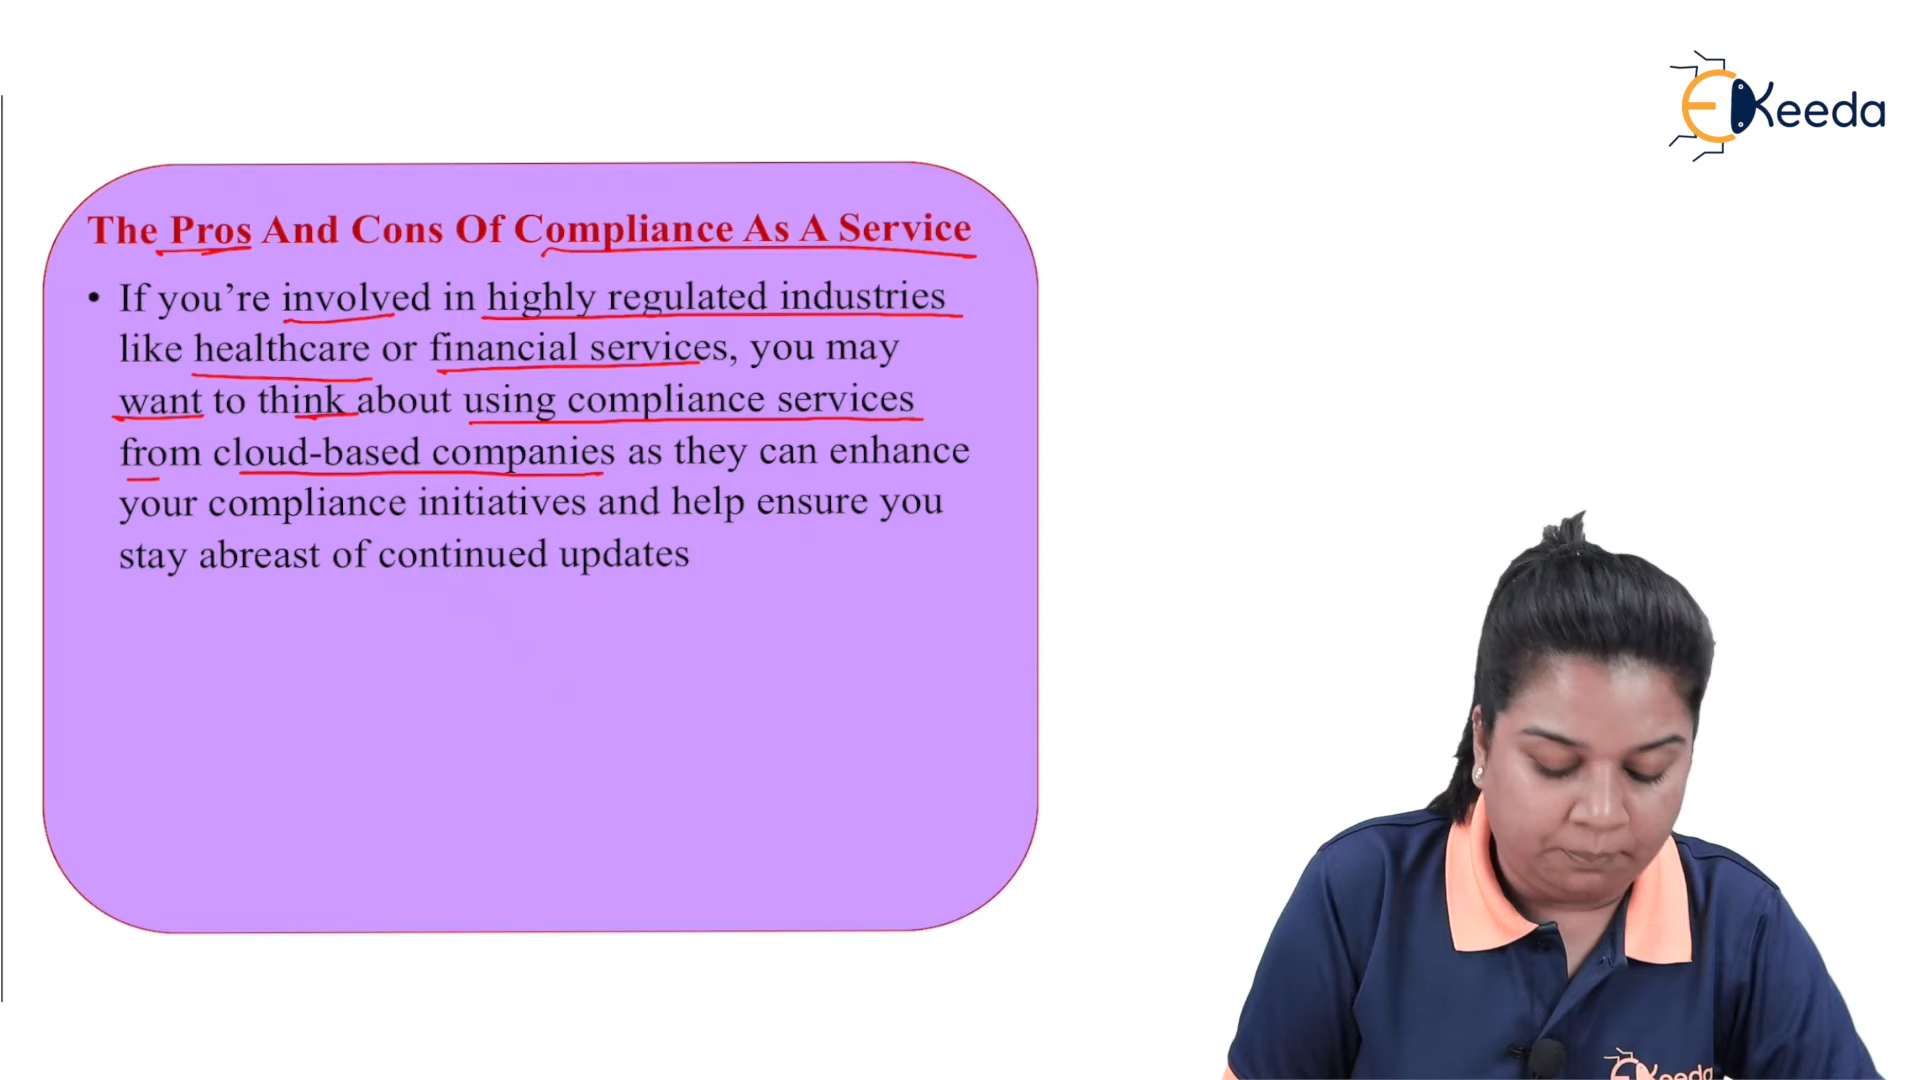 EKeeda
The Pros And Cons Of Compliance As A Service
• If you’re involved in highly regulated industries
like healthcare or financial services, you may
want to think about using compliance services
from cloud-based companies as they can enhance
your compliance initiatives and help ensure you
stay abreast of continued updates
EKeeda